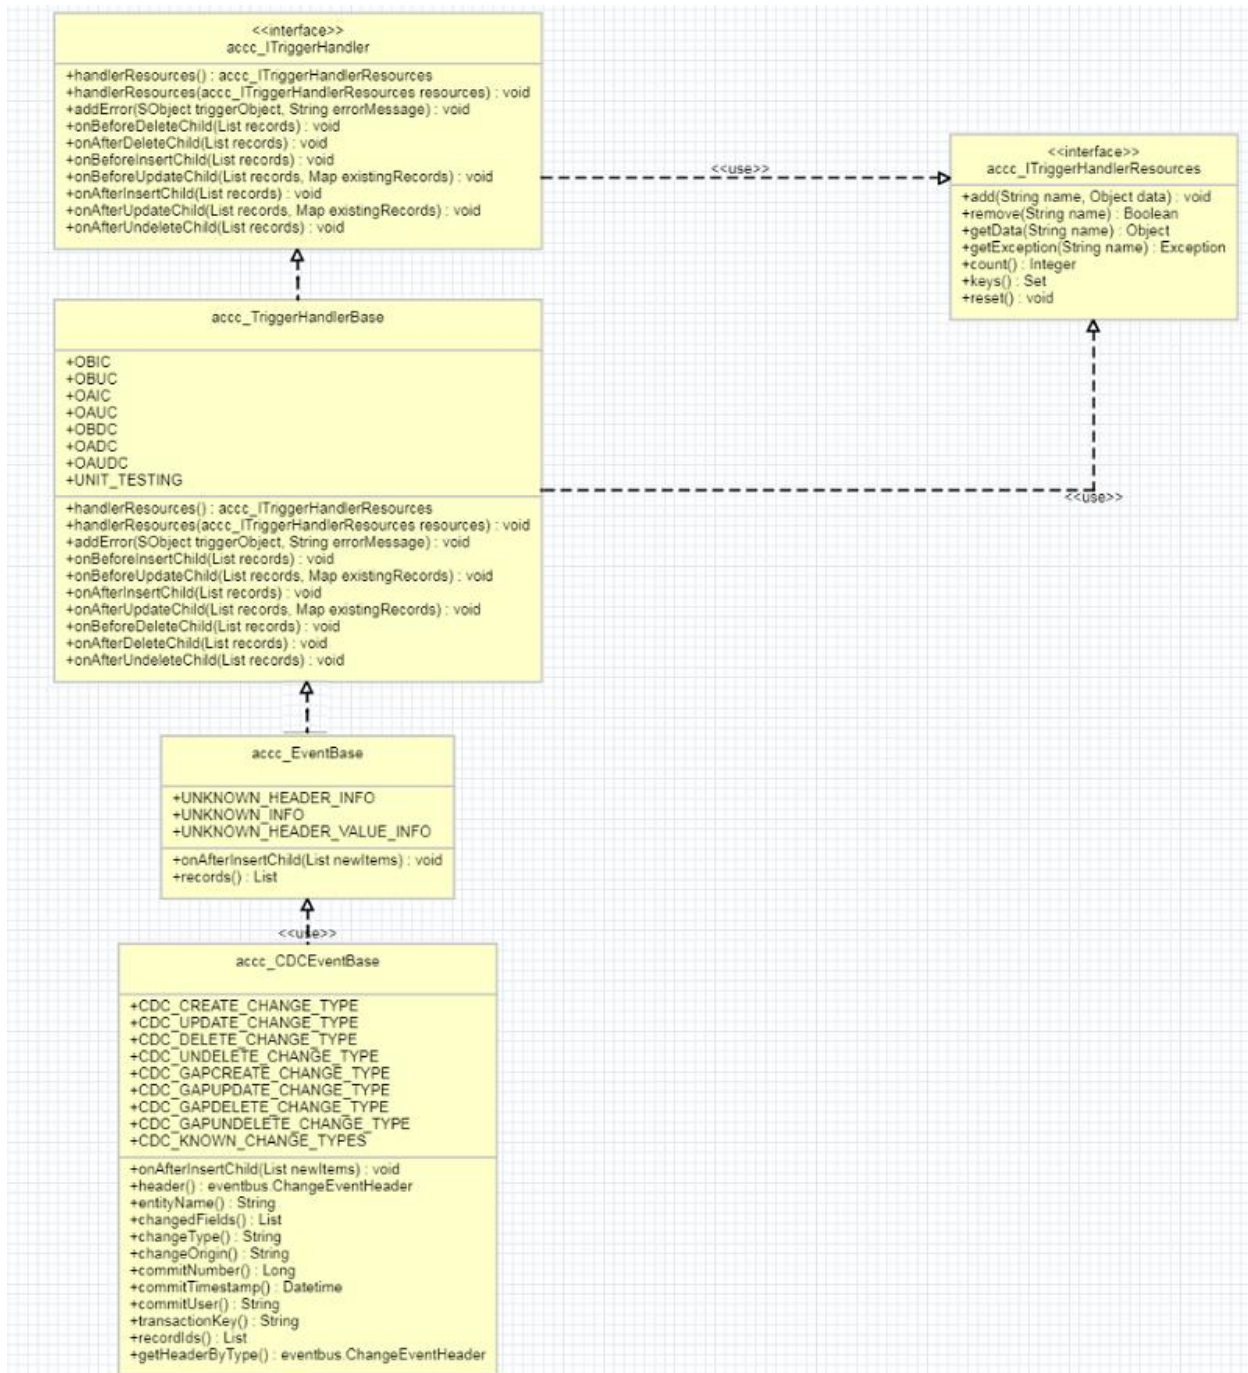 <<interface>>
accc_ITriggerHandler
+handlerResources() : accc_ITriggerHandlerResources
+handlerResources(accc_ITriggerHandlerResources resources) : void
+addError(SObject triggerObject, String errorMessage) : void
+onBeforeDeleteChild(List records) : void
+onAfterDeleteChild(List records) : void
+onBeforeInsertChild(List records) : void
+onBeforeUpdateChild(List records, Map existingRecords) : void
+onAfterInsertChild(List records) : void
+onAfterUpdateChild(List records, Map existingRecords) : void
+onAfterUndeleteChild(List records) : void
<<use>>
<<interface>>
accc_ITriggerHandlerResources
+add(String name, Object data) : void
+remove(String name) : Boolean
+getData(String name) : Object
+getException(String name) : Exception
+count() : Integer
+keys() : Set
+reset() : void
accc_TriggerHandlerBase
+OBIC
+OBUC
+OAIC
+OAUC
+OBDC
+OADC
+OAUDC
+UNIT_TESTING
<<use>>
+handlerResources() : accc_ITriggerHandlerResources
+handlerResources(accc_ITriggerHandlerResources resources) : void
+addError(SObject triggerObject, String errorMessage) : void
+onBeforeInsertChild(List records) : void
+onBeforeUpdateChild(List records, Map existingRecords) : void
+onAfterInsertChild(List records) : void
+onAfterUpdateChild(List records, Map existingRecords) : void
+onBeforeDeleteChild(List records) : void
+onAfterDeleteChild(List records) : void
+onAfterUndeleteChild(List records) : void
accc_EventBase
+UNKNOWN_HEADER_INFO
+UNKNOWN_INFO
+UNKNOWN_HEADER_VALUE_INFO
+onAfterInsertChild(List newItems) : void
+records() : List
<<use>>
accc_CDCEventBase
+CDC_CREATE_CHANGE_TYPE
+CDC_UPDATE_CHANGE_TYPE
+CDC_DELETE_CHANGE_TYPE
+CDC_UNDELETE_CHANGE_TYPE
+CDC_GAPCREATE_CHANGE_TYPE
+CDC_GAPUPDATE_CHANGE_TYPE
+CDC_GAPDELETE_CHANGE_TYPE
+CDC_GAPUNDELETE_CHANGE_TYPE
+CDC_KNOWN_CHANGE_TYPES
+onAfterInsertChild(List newItems) : void
+header() : eventbus.ChangeEventHeader
+entityName() : String
+changedFields() : List
+changeType() : String
+changeOrigin() : String
+commitNumber() : Long
+commitTimestamp() : Datetime
+commitUser() : String
+transactionKey() : String
+recordIds() : List
+getHeaderByType() : eventbus.ChangeEventHeader